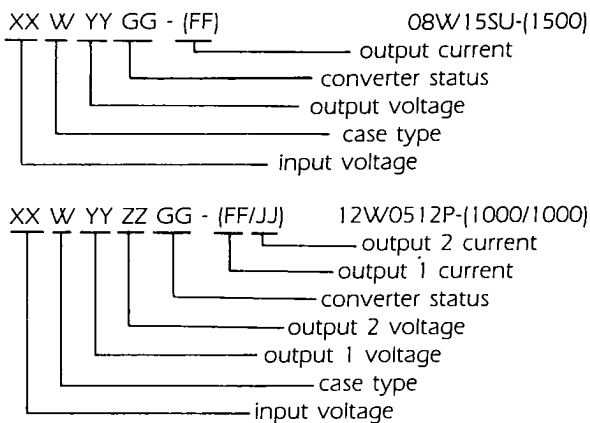 XX W YY GG - (FF) 08W15SU-(1500)
output current
converter status
output voltage
case type
input voltage
XX W YY ZZ GG - (FF/JJ) 12W0512P-(1000/1000)
output 2 current
output 1 current
converter status
output 2 voltage
output 1 voltage
case type
input voltage